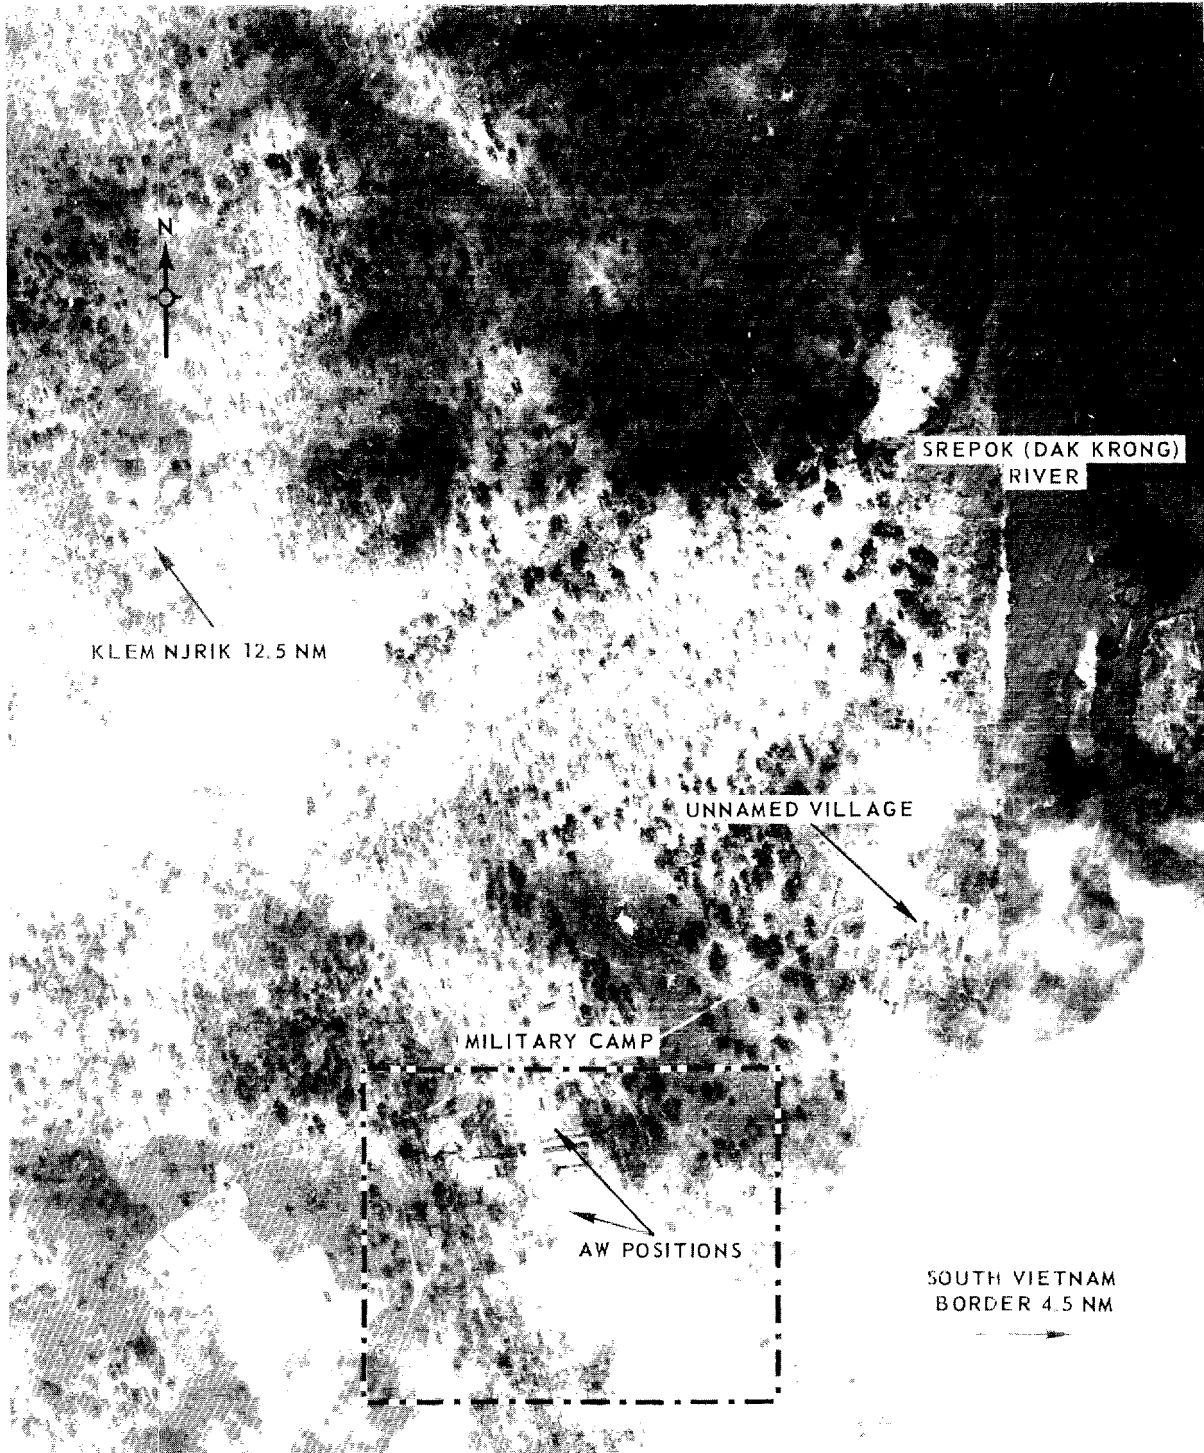 N
SREPOK (DAK KRONG)
RIVER
KLEM NJRIK 12.5 NM
UNNAMED VILLAGE
MILITARY CAMP
AW POSITIONS
SOUTH VIETNAM
BORDER 4.5 NM